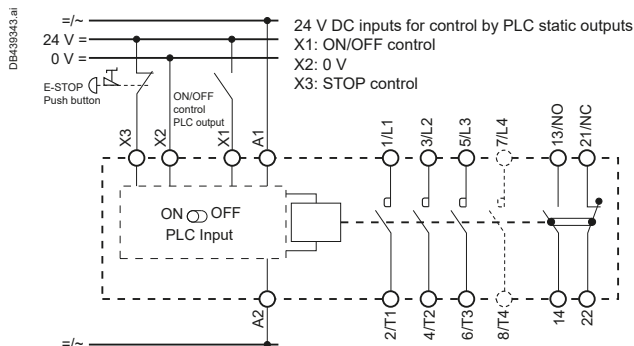 DB439343.ai
=/~
24 V =
0 V =
24 V DC inputs for control by PLC static outputs
X1: ON/OFF control
X2: 0 V
X3: STOP control
E-STOP
Push button
ON/OFF
control
PLC output
X3
X2
X1
A1
1/L1
3/L2
5/L3
7/L4
13/NO
21/NC
ON OFF
PLC Input
A2
2/T1
4/T2
6/T3
8/T4
14
22
=/~